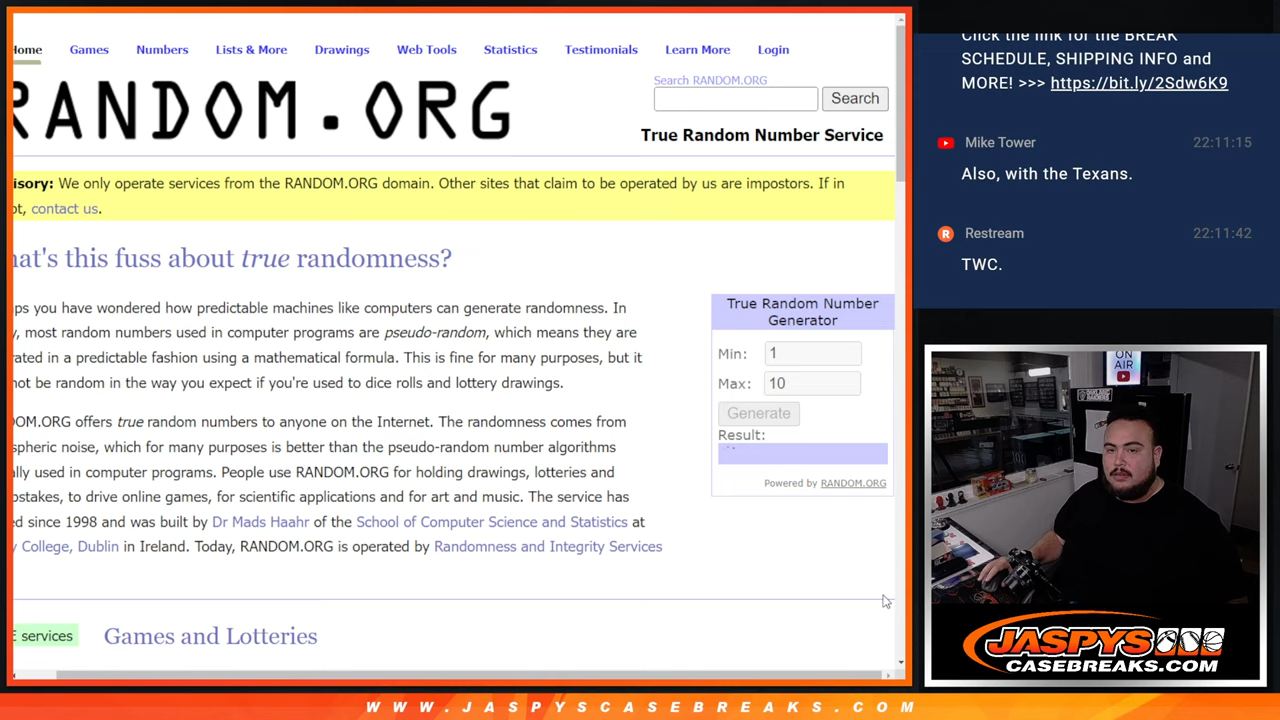 Home Games Numbers Lists & More Drawings Web Tools Statistics Testimonials Learn More Login
RANDOM.ORG
Search RANDOM.ORG
Search
True Random Number Service
isory: We only operate services from the RANDOM.ORG domain. Other sites that claim to be operated by us are impostors. If in
contact us.
at's this fuss about true randomness?
ps you have wondered how predictable machines like computers can generate randomness. In
most random numbers used in computer programs are pseudo-random, which means they are
rated in a predictable fashion using a mathematical formula. This is fine for many purposes, but it
not be random in the way you expect if you're used to dice rolls and lottery drawings.
DOM.ORG offers true random numbers to anyone on the Internet. The randomness comes from
spheric noise, which for many purposes is better than the pseudo-random number algorithms
ally used in computer programs. People use RANDOM.ORG for holding drawings, lotteries and
pstakes, to drive online games, for scientific applications and for art and music. The service has
ed since 1998 and was built by Dr Mads Haahr of the School of Computer Science and Statistics at
College, Dublin in Ireland. Today, RANDOM.ORG is operated by Randomness and Integrity Services
True Random Number
Generator
Min: 1
Max: 10
Generate
Result:
Powered by RANDOM.ORG
E services
Games and Lotteries
Click the link for the BREAK
SCHEDULE, SHIPPING INFO and
MORE! >>> https://bit.ly/2Sdw6K9
Mike Tower 22:11:15
Also, with the Texans.
Restream 22:11:42
TWC.
ON
AIR
JASPYS
CASEBREAKS.COM
WWW.JASPYSCASEBREAKS.COM